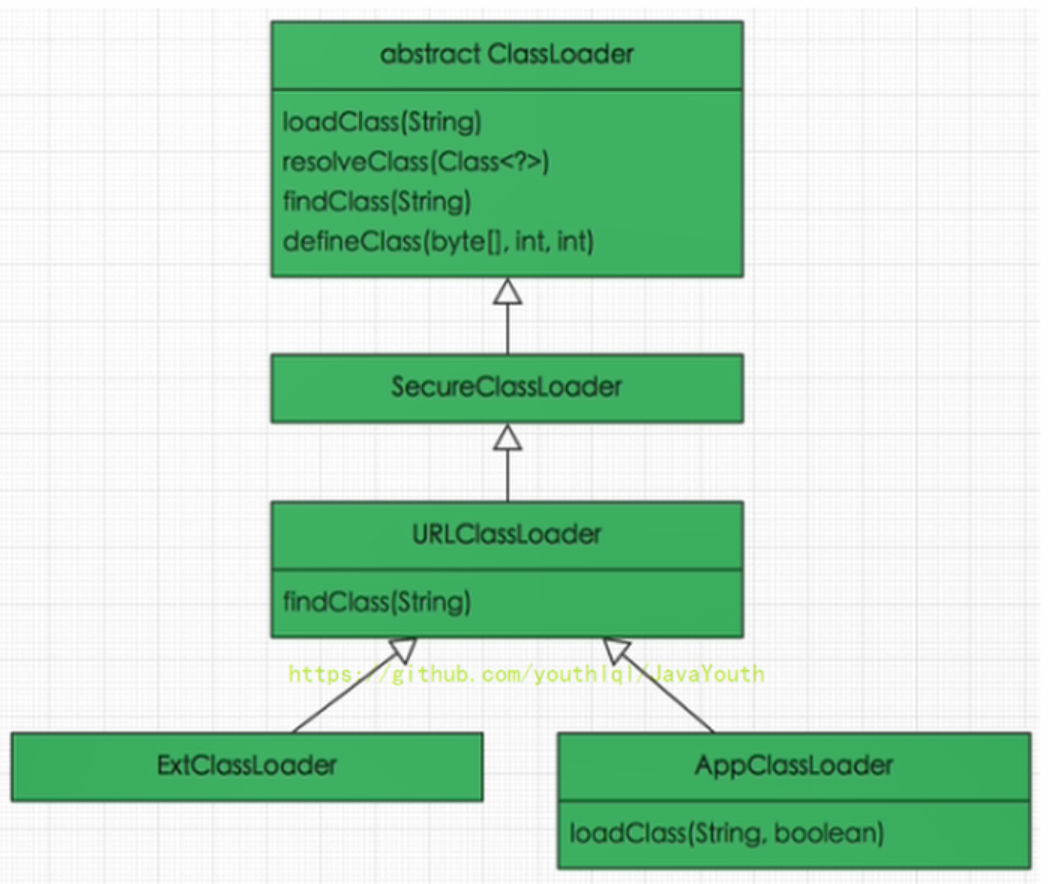 abstract ClassLoader
loadClass(String)
resolveClass(Class<?>)
findClass(String)
defineClass(byte[], int, int)
SecureClassLoader
URLClassLoader
findClass(String)
https://github.com/youthlql/JavaYouth
ExtClassLoader
AppClassLoader
loadClass(String, boolean)